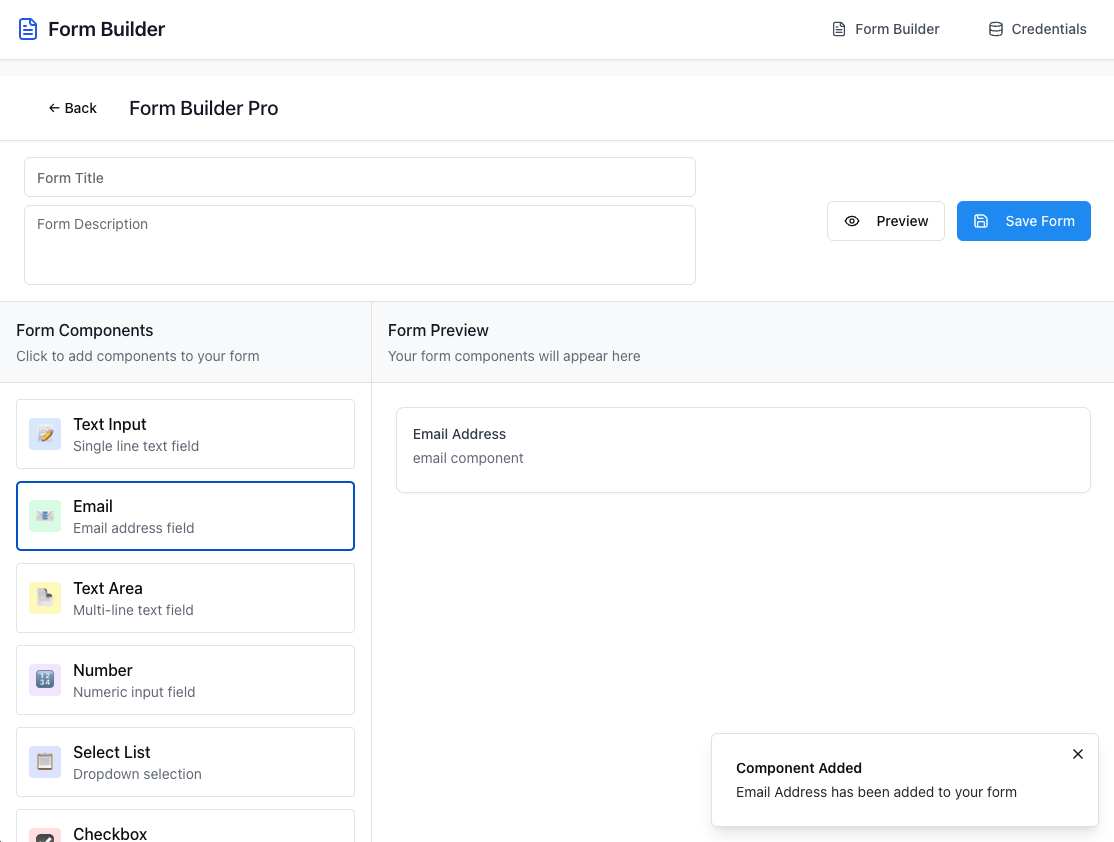 Form Builder
Form Builder
Credentials
← Back
Form Builder Pro
Form Title
Form Description
Preview
Save Form
Form Components
Click to add components to your form
Form Preview
Your form components will appear here
Text Input
Single line text field
Email
Email address field
Text Area
Multi-line text field
Number
Numeric input field
Select List
Dropdown selection
Checkbox
Email Address
email component
Component Added
Email Address has been added to your form